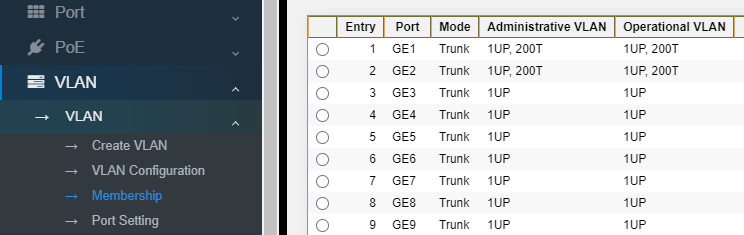 Port
PoE
VLAN
VLAN
Create VLAN
VLAN Configuration
Membership
Port Setting
Entry Port Mode Administrative VLAN Operational VLAN
1 GE1 Trunk 1UP, 200T 1UP, 200T
2 GE2 Trunk 1UP, 200T 1UP, 200T
3 GE3 Trunk 1UP 1UP
4 GE4 Trunk 1UP 1UP
5 GE5 Trunk 1UP 1UP
6 GE6 Trunk 1UP 1UP
7 GE7 Trunk 1UP 1UP
8 GE8 Trunk 1UP 1UP
9 GE9 Trunk 1UP 1UP